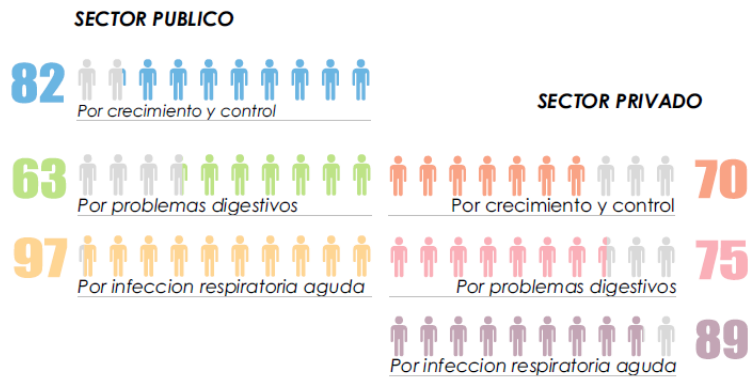 SECTOR PUBLICO
82
Por crecimiento y control
63
Por problemas digestivos
97
Por infeccion respiratoria aguda
SECTOR PRIVADO
70
Por crecimiento y control
75
Por problemas digestivos
89
Por infeccion respiratoria aguda